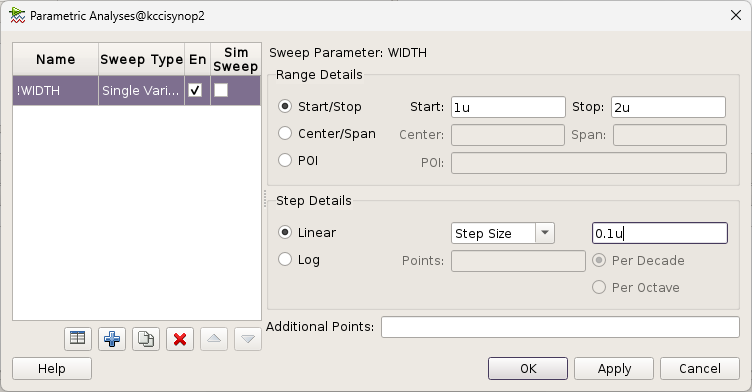 Parametric Analyses@kccisynop2
Name Sweep Type En Sim Sweep
!WIDTH Single Vari...
Sweep Parameter: WIDTH
Range Details
Start/Stop Start: 1u Stop: 2u
Center/Span Center: Span:
POI POI:
Step Details
Linear Step Size 0.1u
Log Points: Per Decade
Per Octave
Additional Points:
Help OK Apply Cancel